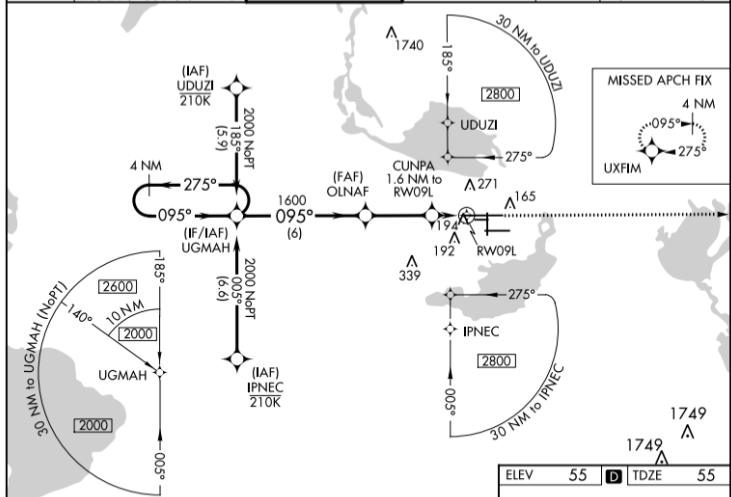 1740
30 NM to UDUZI
185°
2800
UDUZI
275°
MISSED APCH FIX
4 NM
095°
275°
UXFIM
(IAF)
UDUZI
210K
2000 NoPT
185°
(5.9)
4 NM
275°
095°
(IF/IAF)
UGMAH
1600
095°
(6)
(FAF)
OLNAF
CUNPA
1.6 NM to
RW09L
271
165
194
192
RW09L
339
2000 NoPT
005°
(6.6)
(IAF)
IPNEC
210K
30 NM to UGMAH (NoPT)
185°
2600
140°
10 NM
2000
UGMAH
2000
005°
275°
IPNEC
2800
005°
30 NM to IPNEC
1749
1749
ELEV 55 D TDZE 55